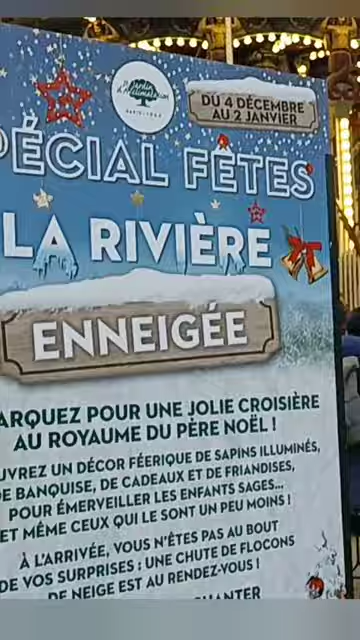 Jardin
d'Acclimatation
PARIS
DU 4 DÉCEMBRE
AU 2 JANVIER
PÉCIAL FÊTES
LA RIVIÈRE
ENNEIGÉE
ARQUEZ POUR UNE JOLIE CROISIÈRE
AU ROYAUME DU PÈRE NOËL !
UVREZ UN DÉCOR FÉERIQUE DE SAPINS ILLUMINÉS,
DE BANQUISE, DE CADEAUX ET DE FRIANDISES,
POUR ÉMERVEILLER LES ENFANTS SAGES...
ET MÊME CEUX QUI LE SONT UN PEU MOINS !
À L'ARRIVÉE, VOUS N'ÊTES PAS AU BOUT
DE VOS SURPRISES : UNE CHUTE DE FLOCONS
DE NEIGE EST AU RENDEZ-VOUS !
CHANTER